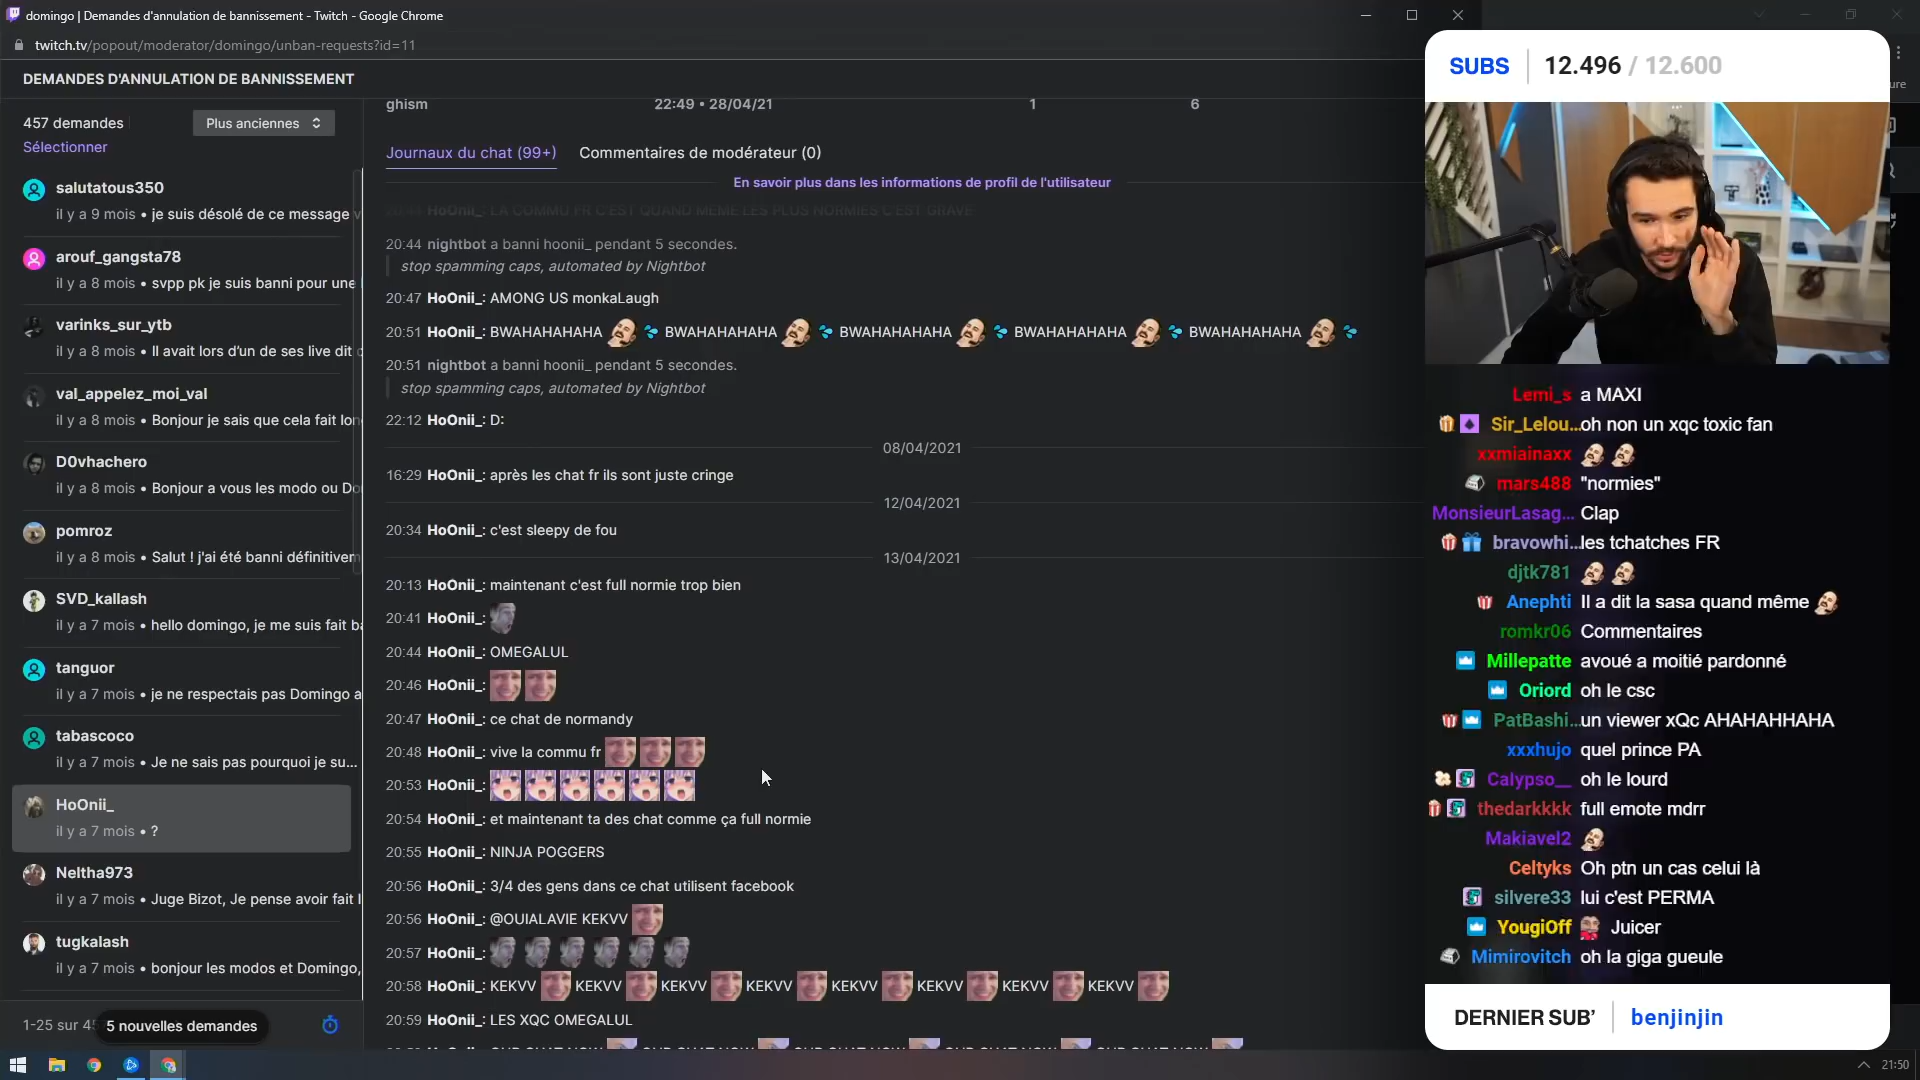 domingo | Demandes d'annulation de bannissement - Twitch - Google Chrome
twitch.tv/popout/moderator/domingo/unban-requests?id=11
DEMANDES D'ANNULATION DE BANNISSEMENT
457 demandes
Plus anciennes
Sélectionner
salutatous350
il y a 9 mois • je suis désolé de ce message v
arouf_gangsta78
il y a 8 mois • svpp pk je suis banni pour une
varinks_sur_ytb
il y a 8 mois • Il avait lors d'un de ses live dit c
val_appelez_moi_val
il y a 8 mois • Bonjour je sais que cela fait lon
D0vhachero
il y a 8 mois • Bonjour a vous les modo ou Do
pomroz
il y a 8 mois • Salut ! j'ai été banni définitivem
SVD_kallash
il y a 7 mois • hello domingo, je me suis fait ba
tanguor
il y a 7 mois • je ne respectais pas Domingo a
tabascoco
il y a 7 mois • Je ne sais pas pourquoi je su...
HoOnii_
il y a 7 mois • ?
Neltha973
il y a 7 mois • Juge Bizot, Je pense avoir fait l
tugkalash
il y a 7 mois • bonjour les modos et Domingo,
1-25 sur 45
5 nouvelles demandes
ghism 22:49 • 28/04/21 1 6
Journaux du chat (99+) Commentaires de modérateur (0)
En savoir plus dans les informations de profil de l'utilisateur
20:44 HoOnii_: LA COMMU FR C'EST QUAND MEME LES PLUS NORMIES C'EST GRAVE
20:44 nightbot a banni hoonii_ pendant 5 secondes.
stop spamming caps, automated by Nightbot
20:47 HoOnii_: AMONG US monkaLaugh
20:51 HoOnii_: BWAHAHAHAHA BWAHAHAHAHA BWAHAHAHAHA BWAHAHAHAHA BWAHAHAHAHA
20:51 nightbot a banni hoonii_ pendant 5 secondes.
stop spamming caps, automated by Nightbot
22:12 HoOnii_: D:
08/04/2021
16:29 HoOnii_: après les chat fr ils sont juste cringe
12/04/2021
20:34 HoOnii_: c'est sleepy de fou
13/04/2021
20:13 HoOnii_: maintenant c'est full normie trop bien
20:41 HoOnii_:
20:44 HoOnii_: OMEGALUL
20:46 HoOnii_:
20:47 HoOnii_: ce chat de normandy
20:48 HoOnii_: vive la commu fr
20:53 HoOnii_:
20:54 HoOnii_: et maintenant ta des chat comme ça full normie
20:55 HoOnii_: NINJA POGGERS
20:56 HoOnii_: 3/4 des gens dans ce chat utilisent facebook
20:56 HoOnii_: @OUIALAVIE KEKVV
20:57 HoOnii_:
20:58 HoOnii_: KEKVV KEKVV KEKVV KEKVV KEKVV KEKVV KEKVV KEKVV
20:59 HoOnii_: LES XQC OMEGALUL
SUBS 12.496 / 12.600
Lemi_s a MAXI
Sir_Lelou...oh non un xqc toxic fan
xxmiainaxx
mars488 "normies"
MonsieurLasag... Clap
bravowhi...les tchatches FR
djtk781
Anephti Il a dit la sasa quand même
romkr06 Commentaires
Millepatte avoué a moitié pardonné
Oriord oh le csc
PatBashi...un viewer xQc AHAHAHHAHA
xxxhujo quel prince PA
Calypso__ oh le lourd
thedarkkkk full emote mdrr
Makiavel2
Celtyks Oh ptn un cas celui là
silvere33 lui c'est PERMA
YougiOff Juicer
Mimirovitch oh la giga gueule
DERNIER SUB' benjinjin
ure
21:50